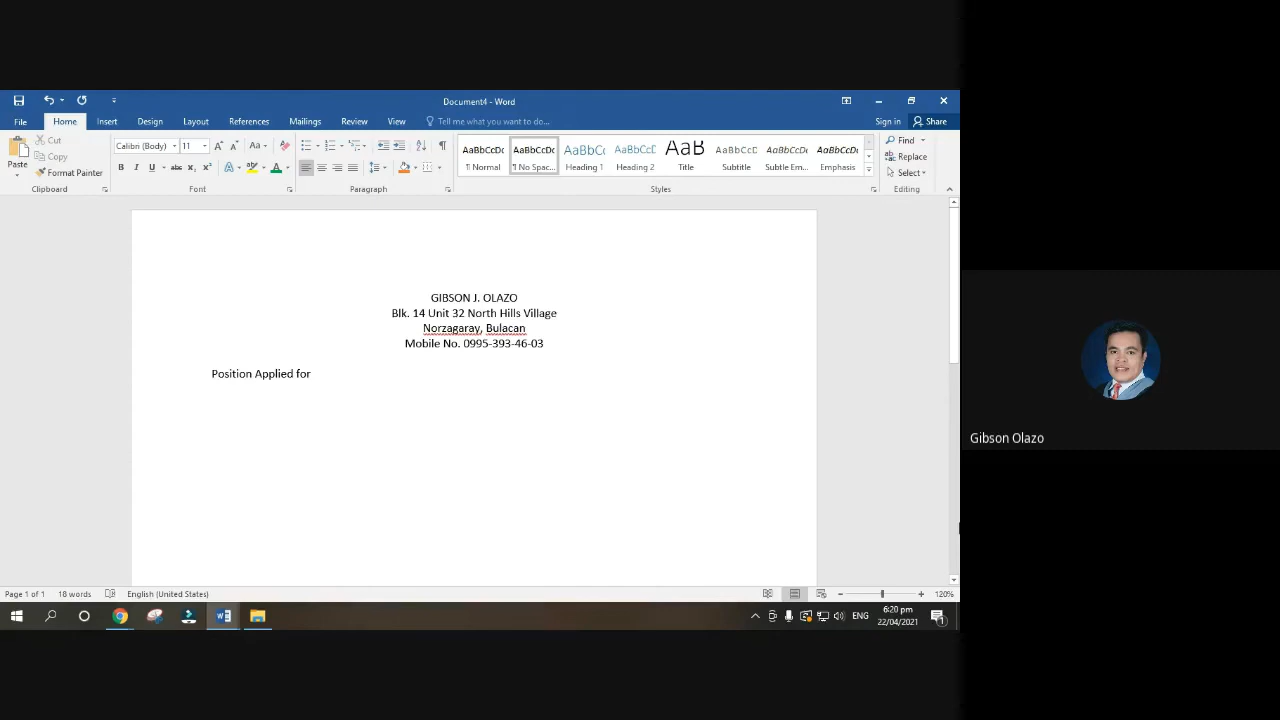 Document4 - Word
File Home Insert Design Layout References Mailings Review View Tell me what you want to do... Sign in Share
Paste Cut Copy Format Painter
Clipboard
Calibri (Body) 11
Font
Paragraph
AaBbCcDc AaBbCcDc AaBbCc AaBbCcD AaB AaBbCcD AaBbCcDc AaBbCcDc
¶ Normal ¶ No Spac... Heading 1 Heading 2 Title Subtitle Subtle Em... Emphasis
Styles
Find Replace Select
Editing
GIBSON J. OLAZO
Blk. 14 Unit 32 North Hills Village
Norzagaray, Bulacan
Mobile No. 0995-393-46-03
Position Applied for
Gibson Olazo
Page 1 of 1 18 words English (United States) 120%
ENG 6:20 pm
22/04/2021